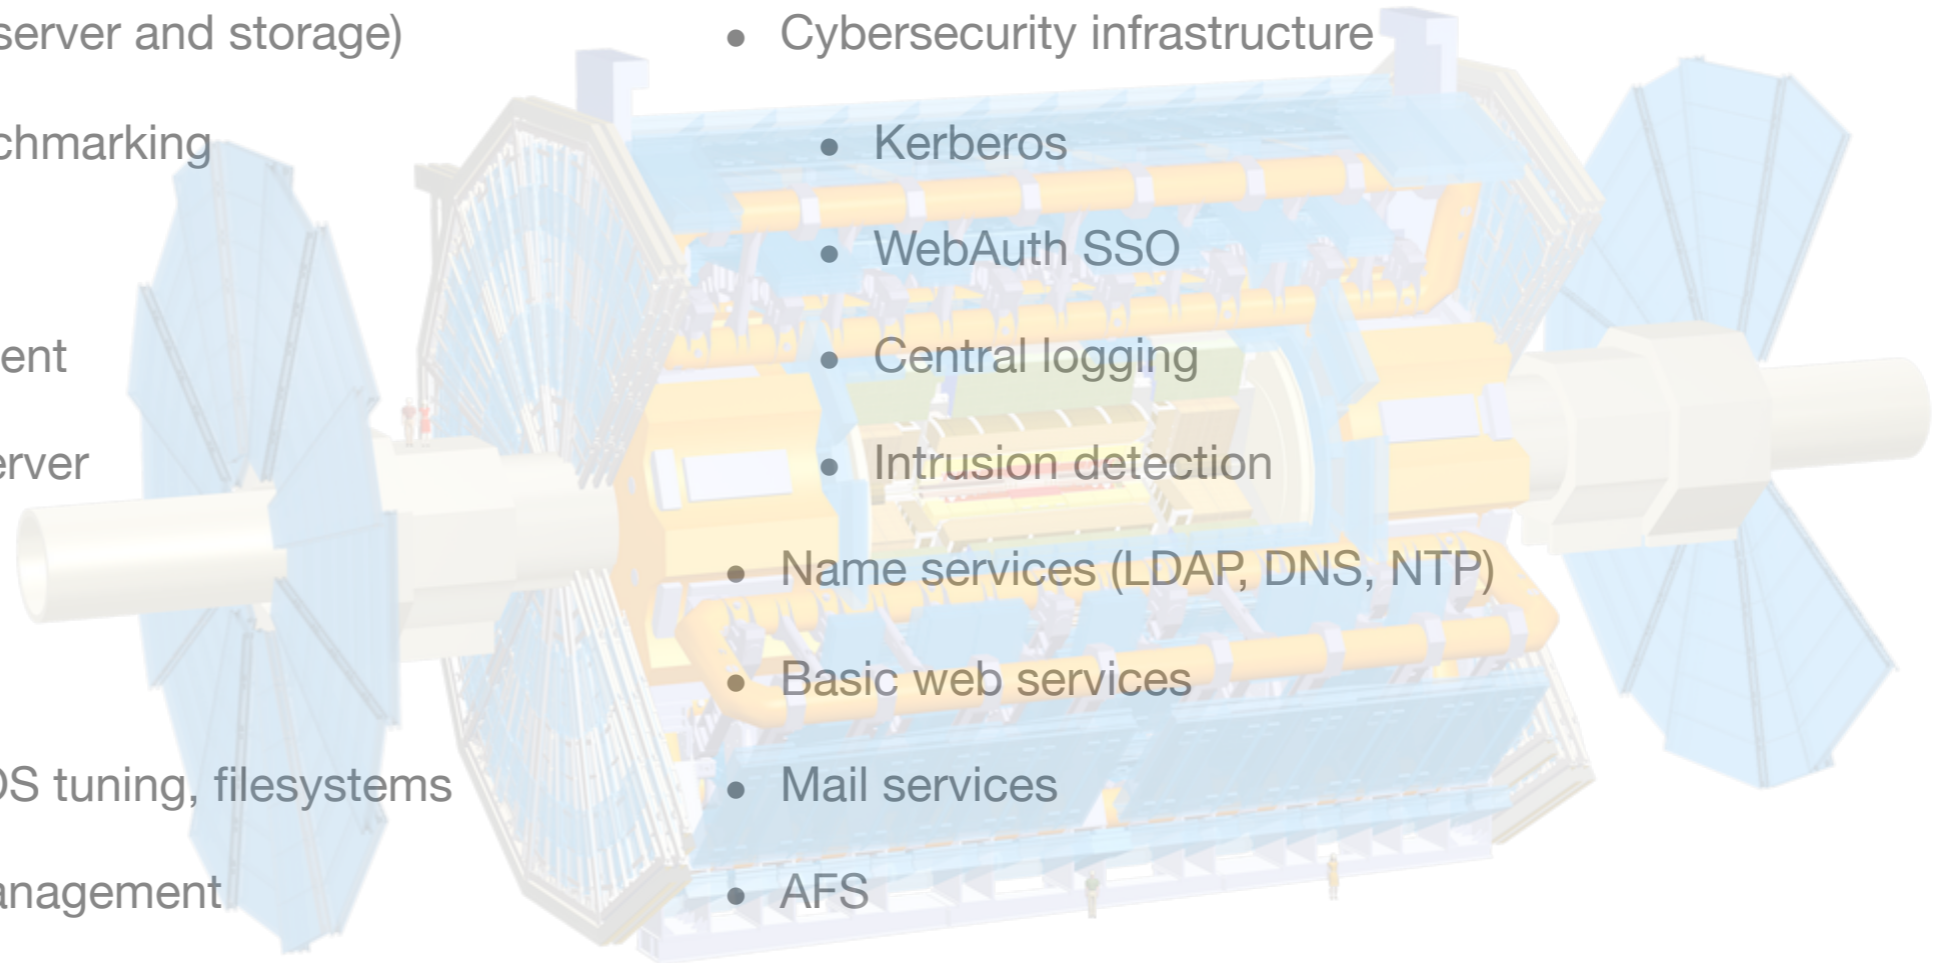 server and storage)
chmarking
ent
erver
OS tuning, filesystems
anagement
• Cybersecurity infrastructure
• Kerberos
• WebAuth SSO
• Central logging
• Intrusion detection
• Name services (LDAP, DNS, NTP)
• Basic web services
• Mail services
• AFS